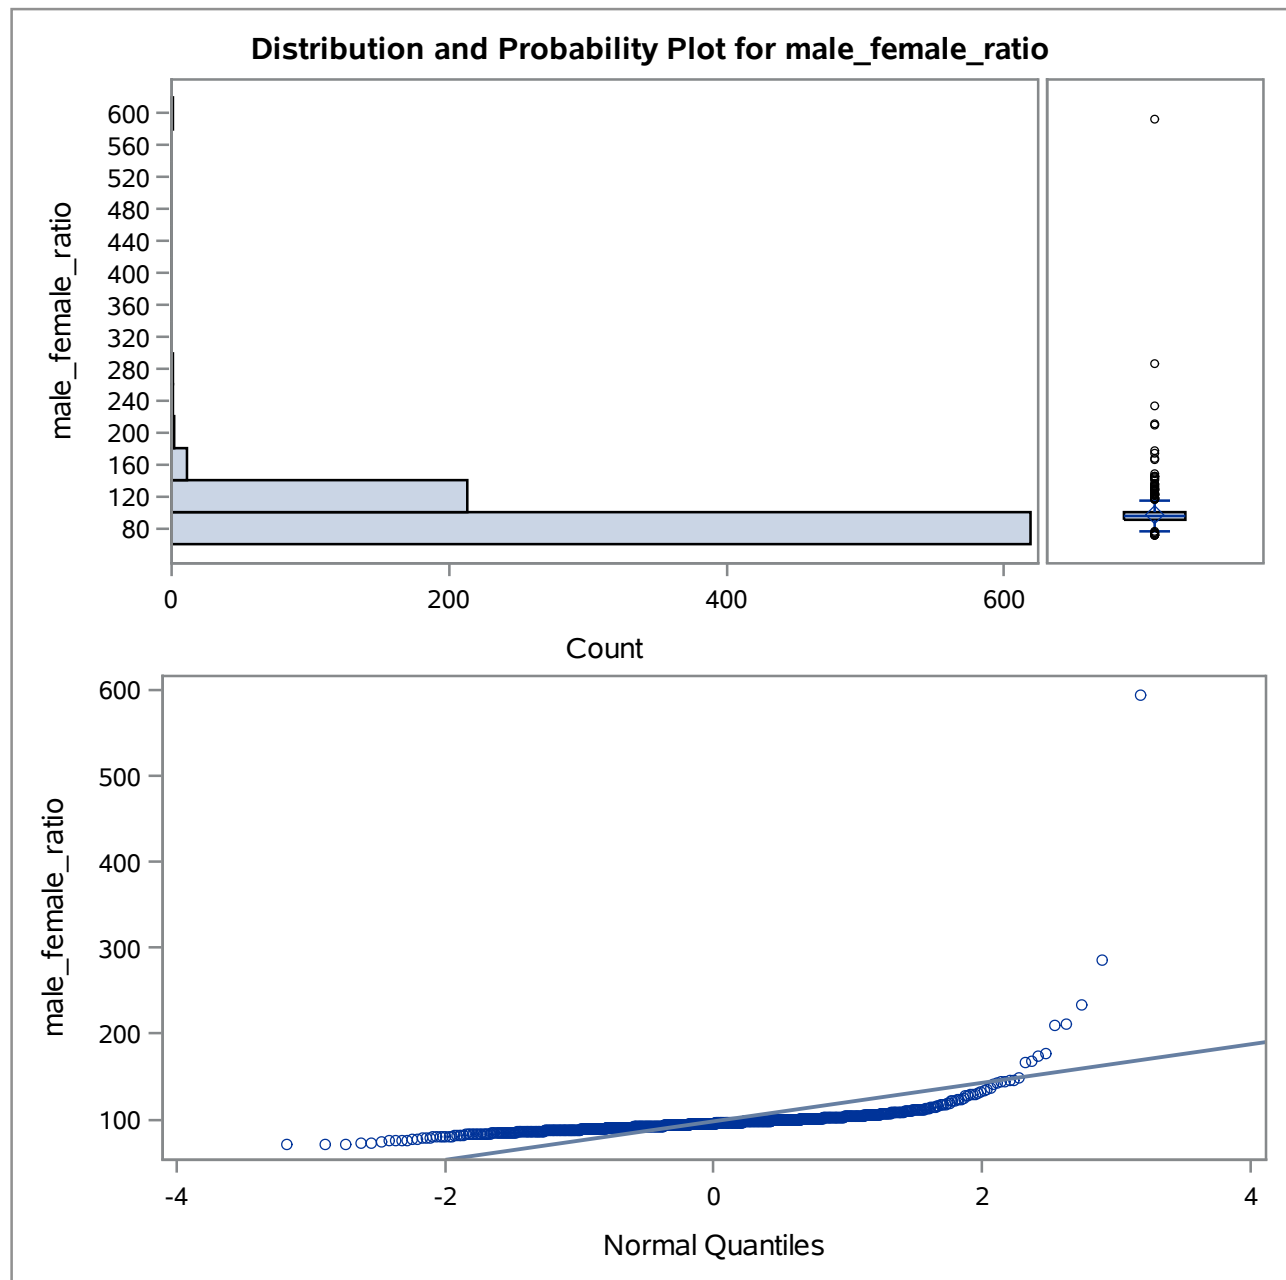 Distribution and Probability Plot for male_female_ratio
male_female_ratio
600
560
520
480
440
400
360
320
280
240
200
160
120
80
0 200 400 600
Count
male_female_ratio
600
500
400
300
200
100
-4 -2 0 2 4
Normal Quantiles